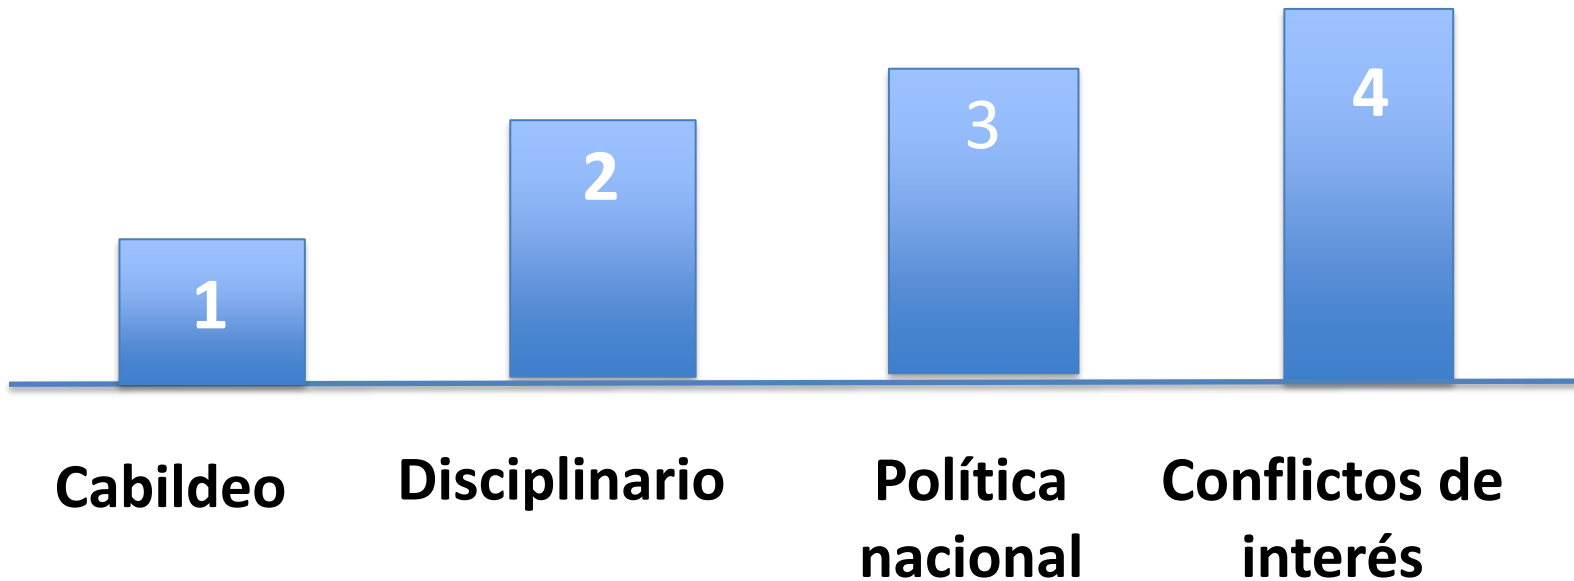 1
2
3
4
Cabildeo
Disciplinario
Política
nacional
Conflictos de
interés